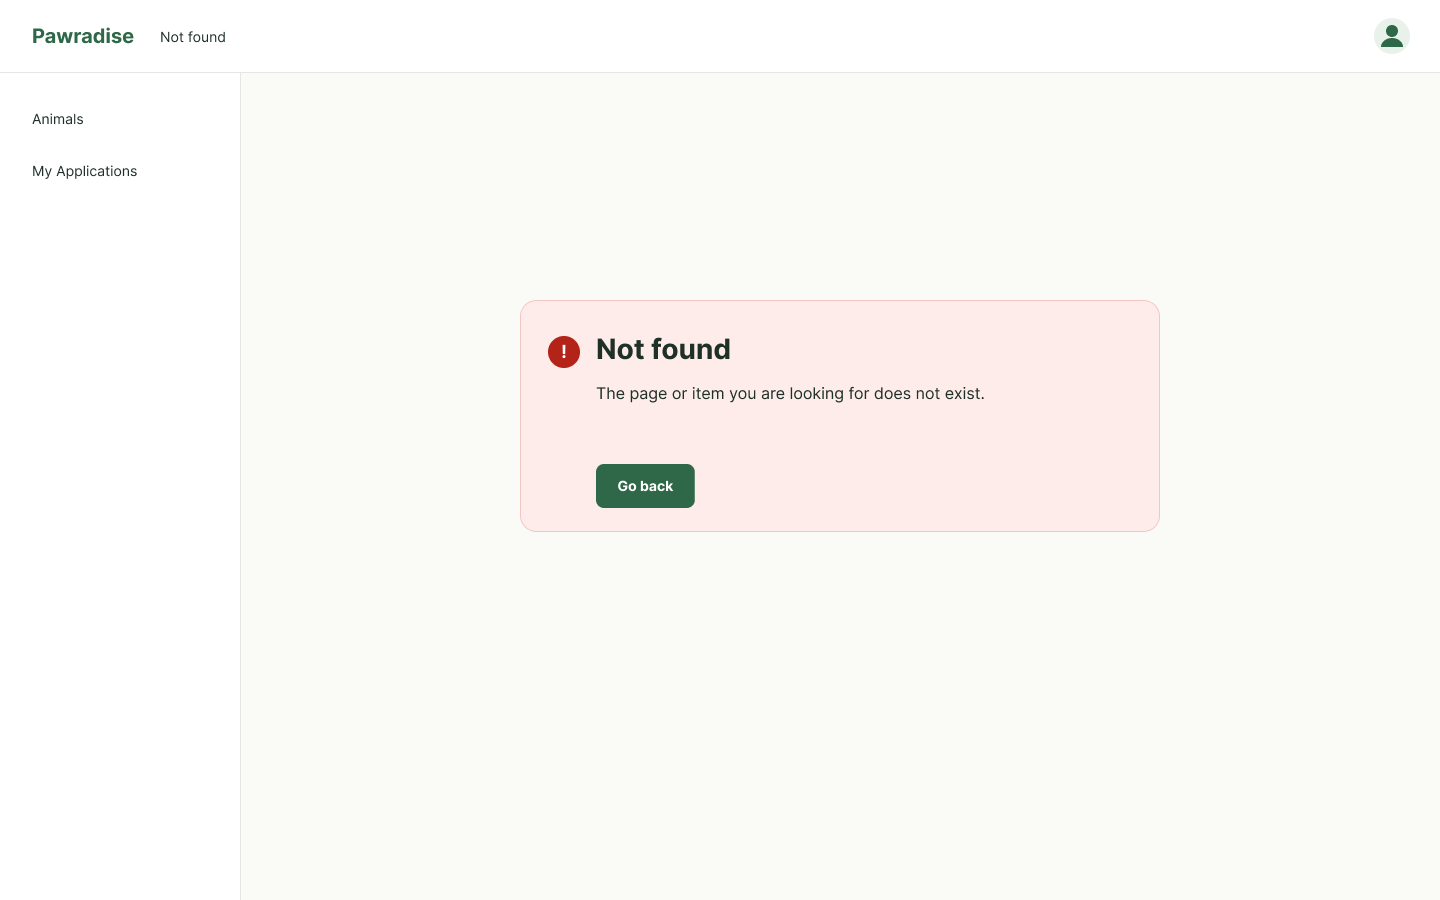 Pawradise
Not found
Animals
My Applications
!
Not found
The page or item you are looking for does not exist.
Go back